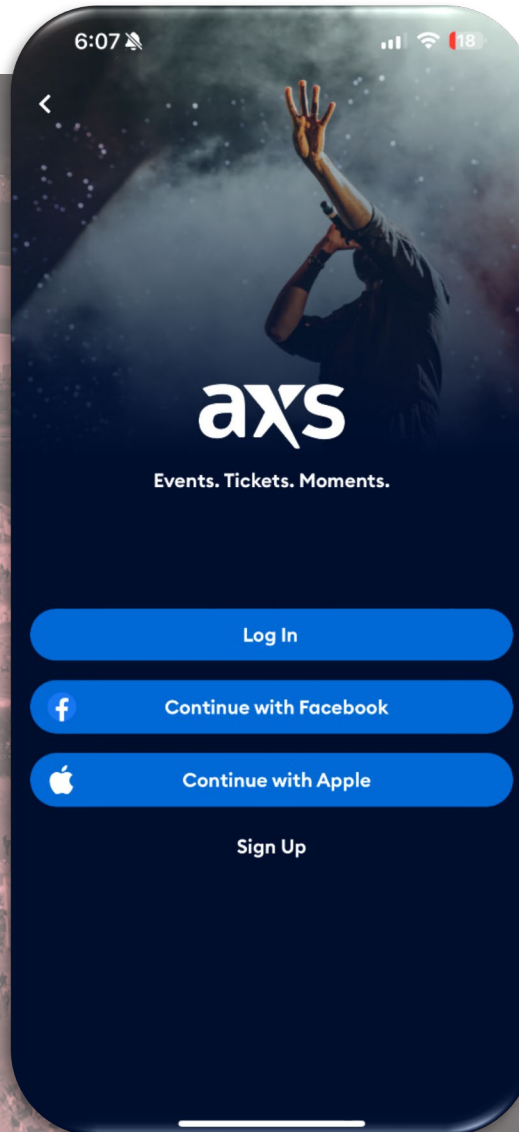 6:07
18
axs
Events. Tickets. Moments.
Log In
Continue with Facebook
Continue with Apple
Sign Up